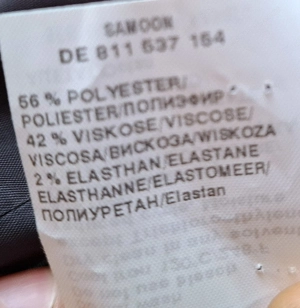 SAMOON
DE 811 537 154
56 % POLYESTER/
POLIESTER/ПОЛИЭФИР
42 % VISKOSE/VISCOSE/
VISCOSA/ВИСКОЗА/WISKOZA
2 % ELASTHAN/ELASTANE
ELASTHANNE/ELASTOMEER/
ПОЛИУРЕТАН/Elastan